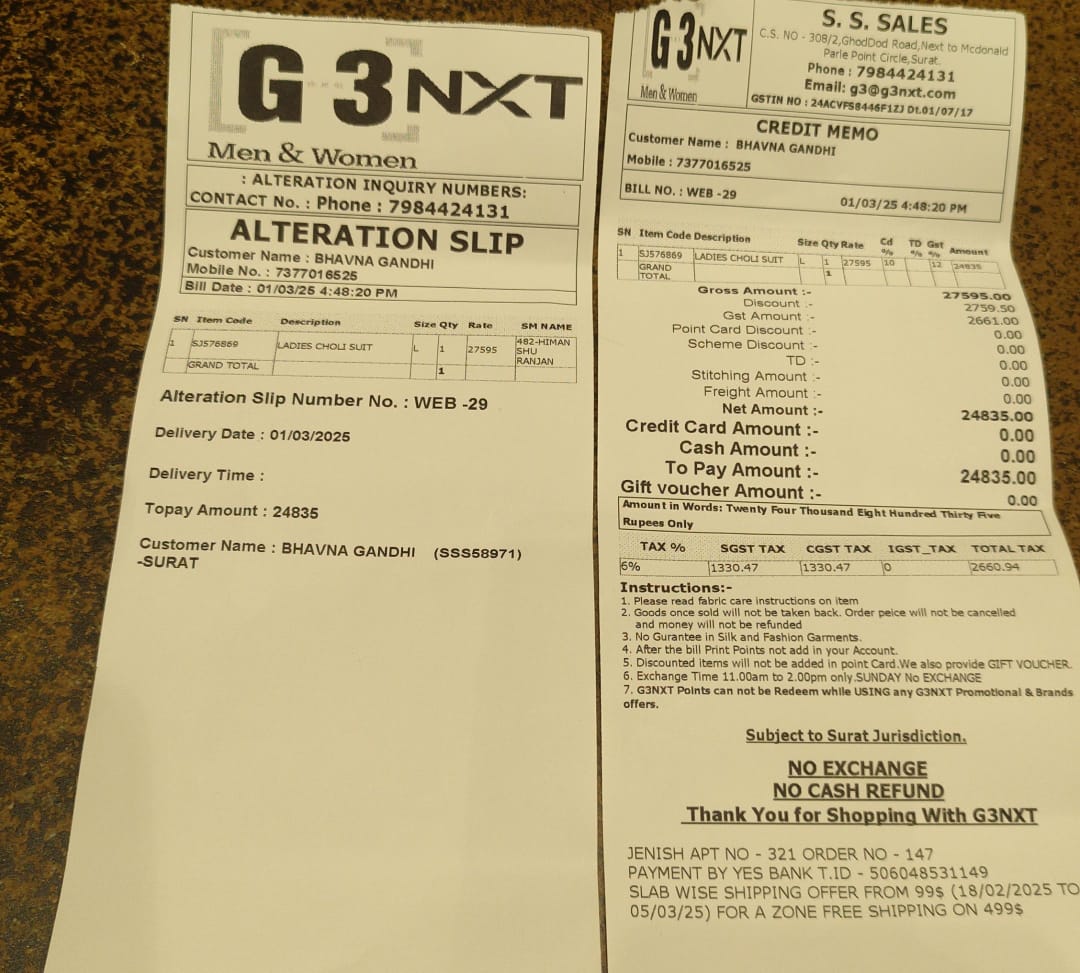 G3NXT
Men & Women
: ALTERATION INQUIRY NUMBERS:
CONTACT No. : Phone : 7984424131
ALTERATION SLIP
Customer Name : BHAVNA GANDHI
Mobile No. : 7377016525
Bill Date : 01/03/25 4:48:20 PM
SN Item Code Description Size Qty Rate SM NAME
1 SJ576869 LADIES CHOLI SUIT L 1 27595 482-HIMAN
SHU
RANJAN
GRAND TOTAL 1
Alteration Slip Number No. : WEB -29
Delivery Date : 01/03/2025
Delivery Time :
Topay Amount : 24835
Customer Name : BHAVNA GANDHI (SSS58971)
-SURAT
G3NXT
Men & Women
S. S. SALES
C.S. NO - 308/2,GhodDod Road,Next to Mcdonald
Parle Point Circle,Surat.
Phone : 7984424131
Email: g3@g3nxt.com
GSTIN NO : 24ACVFS8446F1ZJ Dt.01/07/17
CREDIT MEMO
Customer Name : BHAVNA GANDHI
Mobile : 7377016525
BILL NO. : WEB -29 01/03/25 4:48:20 PM
SN Item Code Description Size Qty Rate Cd % TD % Gst % Amount
1 SJ576869 LADIES CHOLI SUIT L 1 27595 10 12 24835
GRAND
TOTAL 1
Gross Amount :- 27595.00
Discount :- 2759.50
Gst Amount :- 2661.00
Point Card Discount :- 0.00
Scheme Discount :- 0.00
TD :- 0.00
Stitching Amount :- 0.00
Freight Amount :- 0.00
Net Amount :- 24835.00
Credit Card Amount :- 0.00
Cash Amount :- 0.00
To Pay Amount :- 24835.00
Gift voucher Amount :- 0.00
Amount in Words: Twenty Four Thousand Eight Hundred Thirty Five
Rupees Only
TAX % SGST TAX CGST TAX IGST_TAX TOTAL TAX
6% 1330.47 1330.47 0 2660.94
Instructions:-
1. Please read fabric care instructions on item
2. Goods once sold will not be taken back. Order peice will not be cancelled
and money will not be refunded
3. No Gurantee in Silk and Fashion Garments.
4. After the bill Print Points not add in your Account.
5. Discounted items will not be added in point Card.We also provide GIFT VOUCHER.
6. Exchange Time 11.00am to 2.00pm only.SUNDAY No EXCHANGE
7. G3NXT Points can not be Redeem while USING any G3NXT Promotional & Brands
offers.
Subject to Surat Jurisdiction.
NO EXCHANGE
NO CASH REFUND
Thank You for Shopping With G3NXT
JENISH APT NO - 321 ORDER NO - 147
PAYMENT BY YES BANK T.ID - 506048531149
SLAB WISE SHIPPING OFFER FROM 99$ (18/02/2025 TO
05/03/25) FOR A ZONE FREE SHIPPING ON 499$